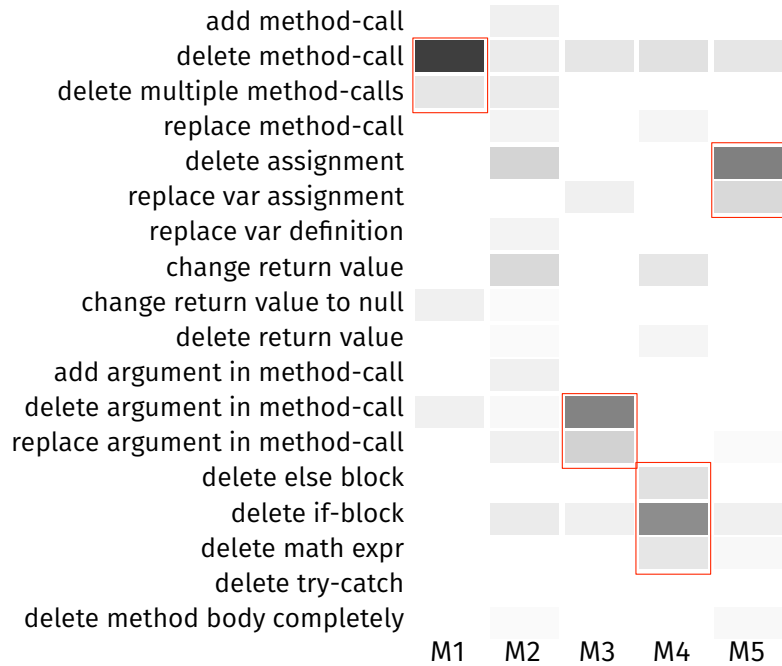 add method-call
delete method-call
delete multiple method-calls
replace method-call
delete assignment
replace var assignment
replace var definition
change return value
change return value to null
delete return value
add argument in method-call
delete argument in method-call
replace argument in method-call
delete else block
delete if-block
delete math expr
delete try-catch
delete method body completely
M1 M2 M3 M4 M5